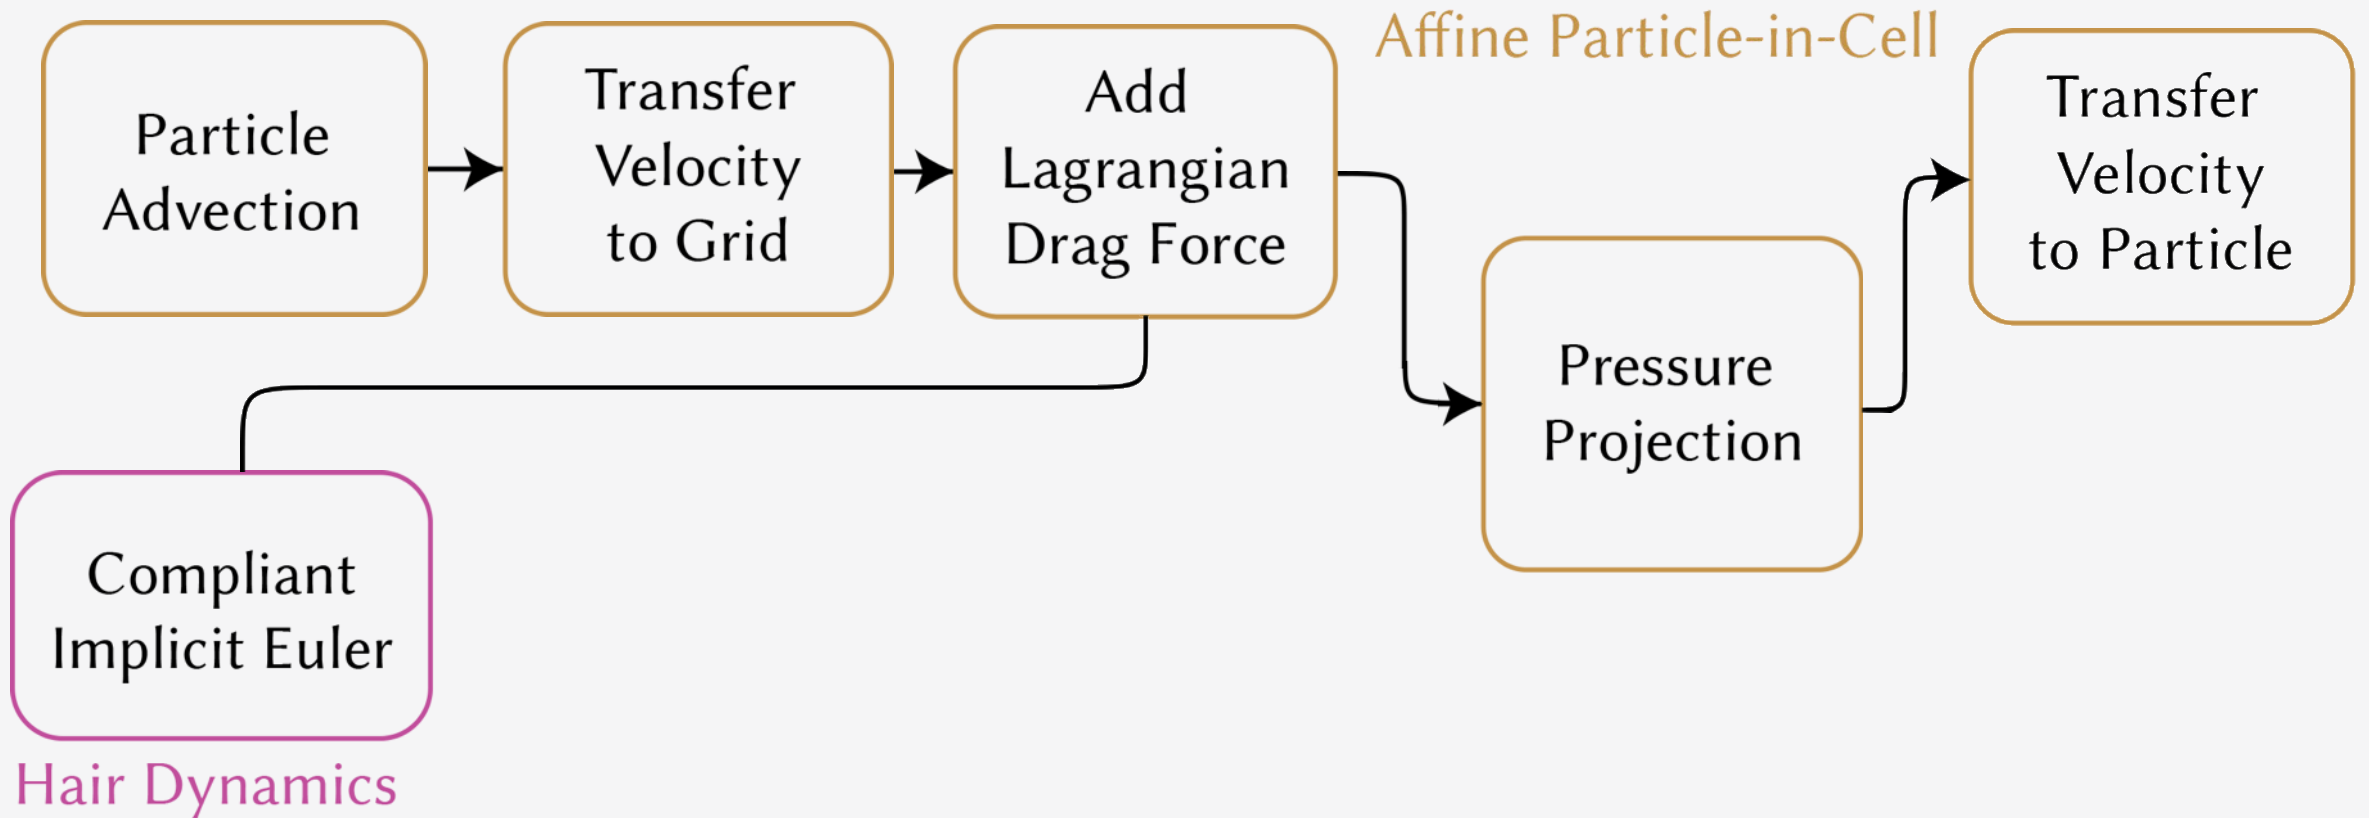 Affine Particle-in-Cell
Particle
Advection
Transfer
Velocity
to Grid
Add
Lagrangian
Drag Force
Pressure
Projection
Transfer
Velocity
to Particle
Compliant
Implicit Euler
Hair Dynamics